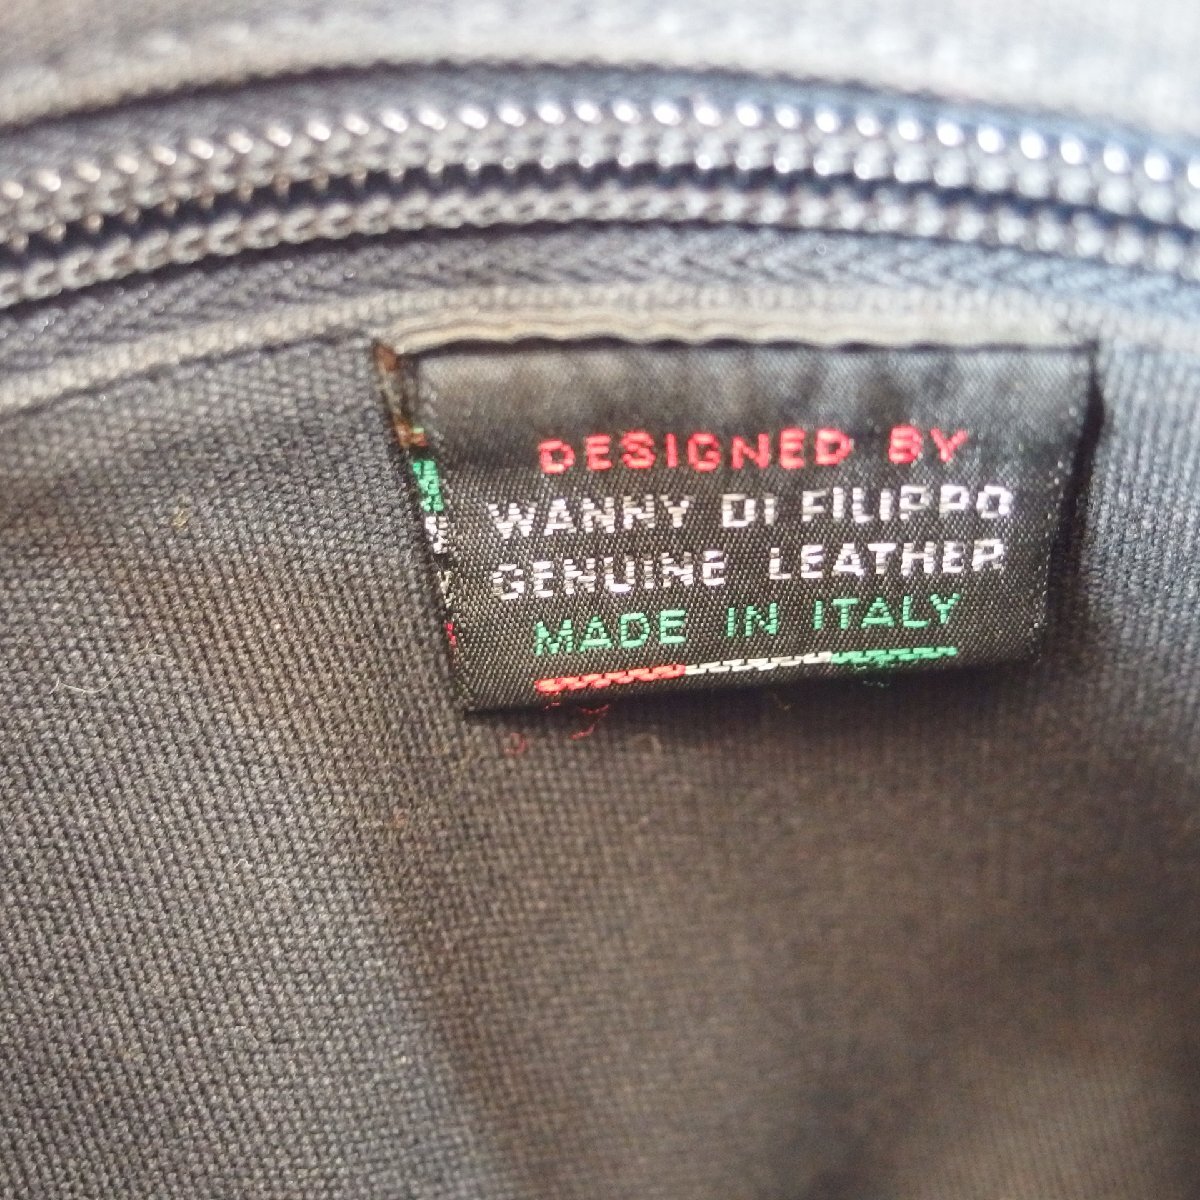 DESIGNED BY
WANNY DI FILIPPO
GENUINE LEATHER
MADE IN ITALY